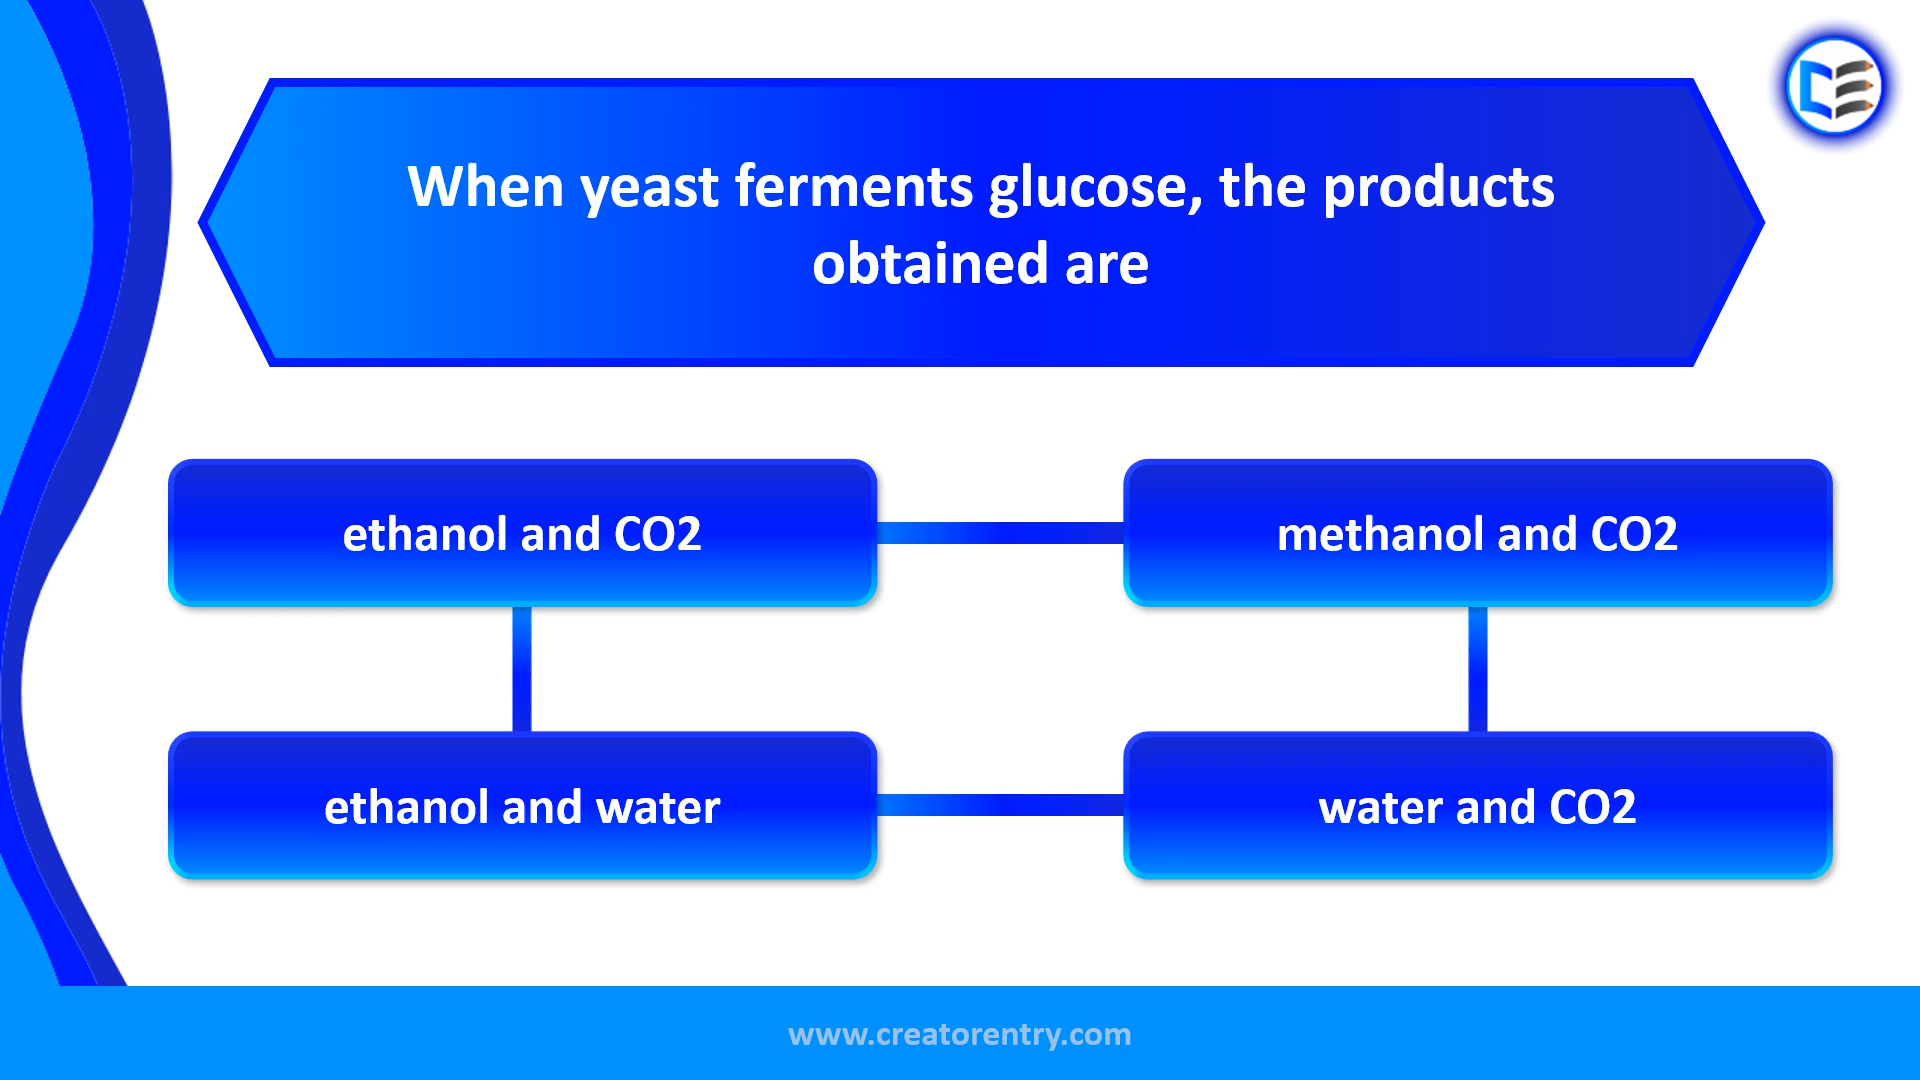 When yeast ferments glucose, the products
obtained are
ethanol and CO2
methanol and CO2
ethanol and water
water and CO2
www.creatorentry.com